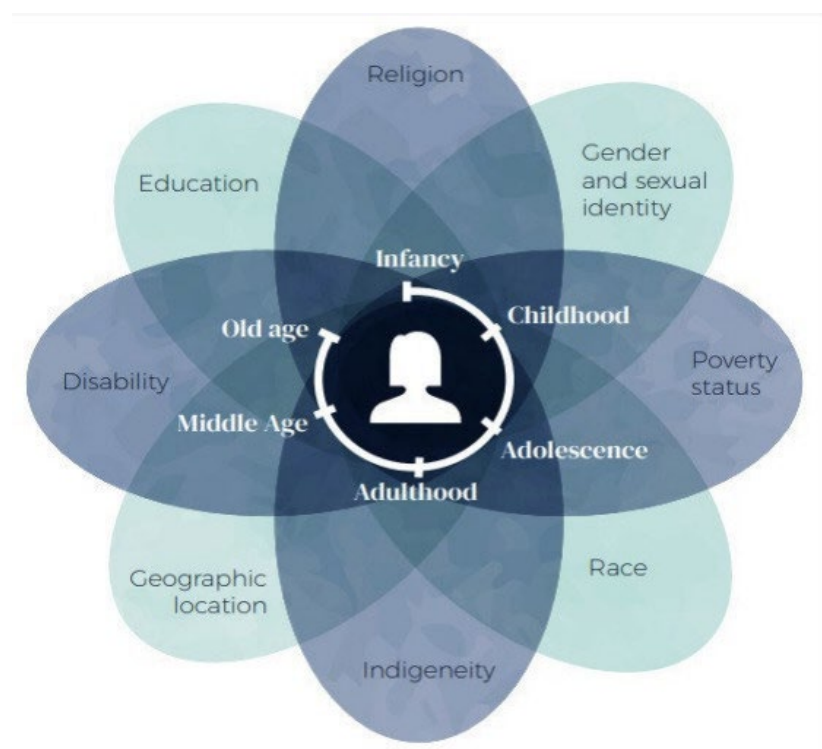 Religion
Education
Gender
and sexual
identity
Infancy
Childhood
Old age
Poverty
status
Disability
Middle Age
Adolescence
Adulthood
Geographic
location
Race
Indigeneity